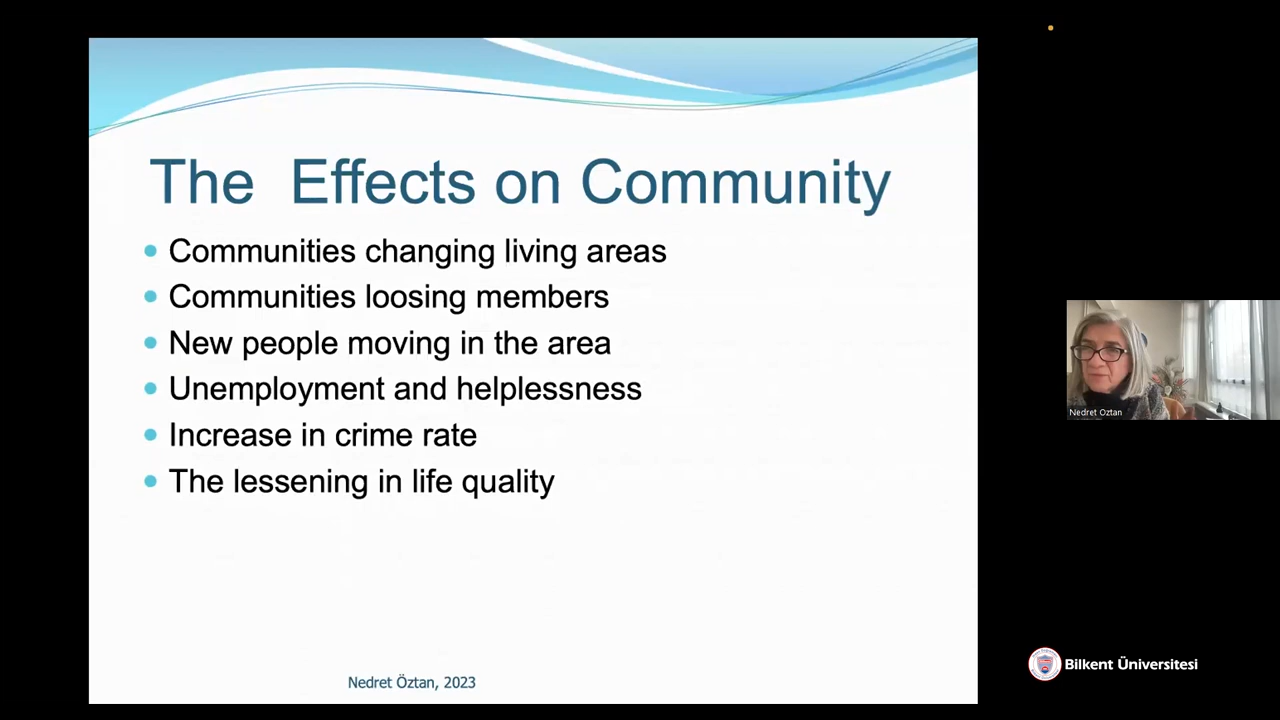 The Effects on Community
Communities changing living areas
Communities loosing members
New people moving in the area
Unemployment and helplessness
Increase in crime rate
The lessening in life quality
Nedret Öztan, 2023
Nedret Oztan
Bilkent Üniversitesi